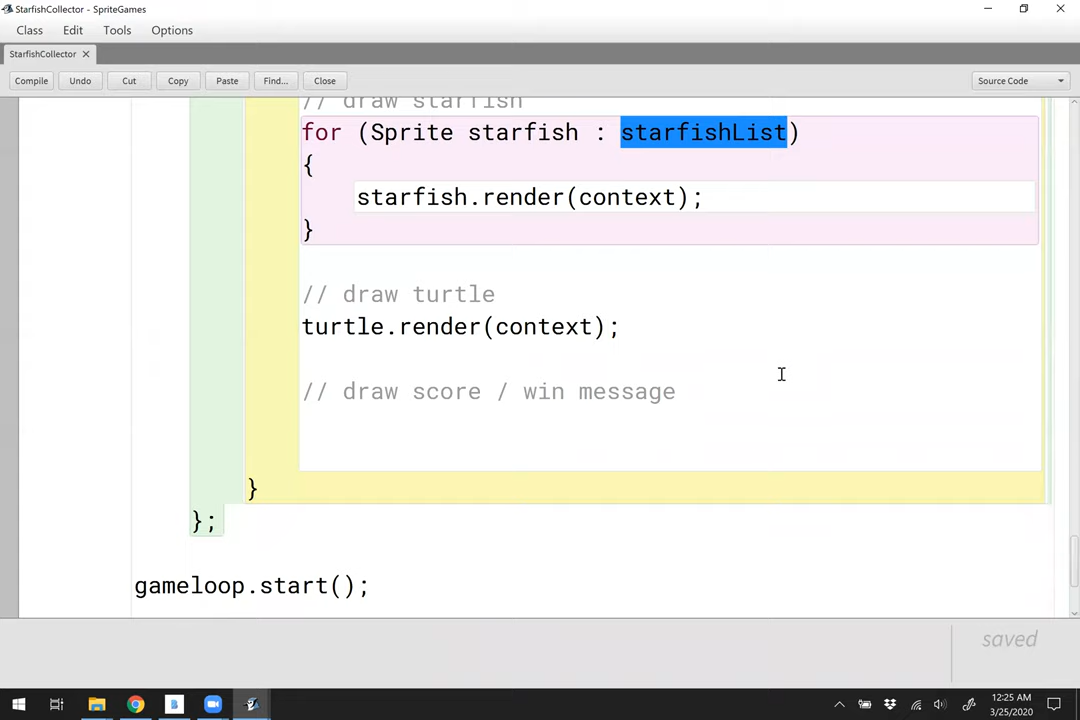 StarfishCollector - SpriteGames
Class Edit Tools Options
StarfishCollector ×
Compile Undo Cut Copy Paste Find... Close Source Code
// draw starfish
for (Sprite starfish : starfishList)
{
starfish.render(context);
}
// draw turtle
turtle.render(context);
// draw score / win message
}
};
gameloop.start();
saved
12:25 AM
3/25/2020